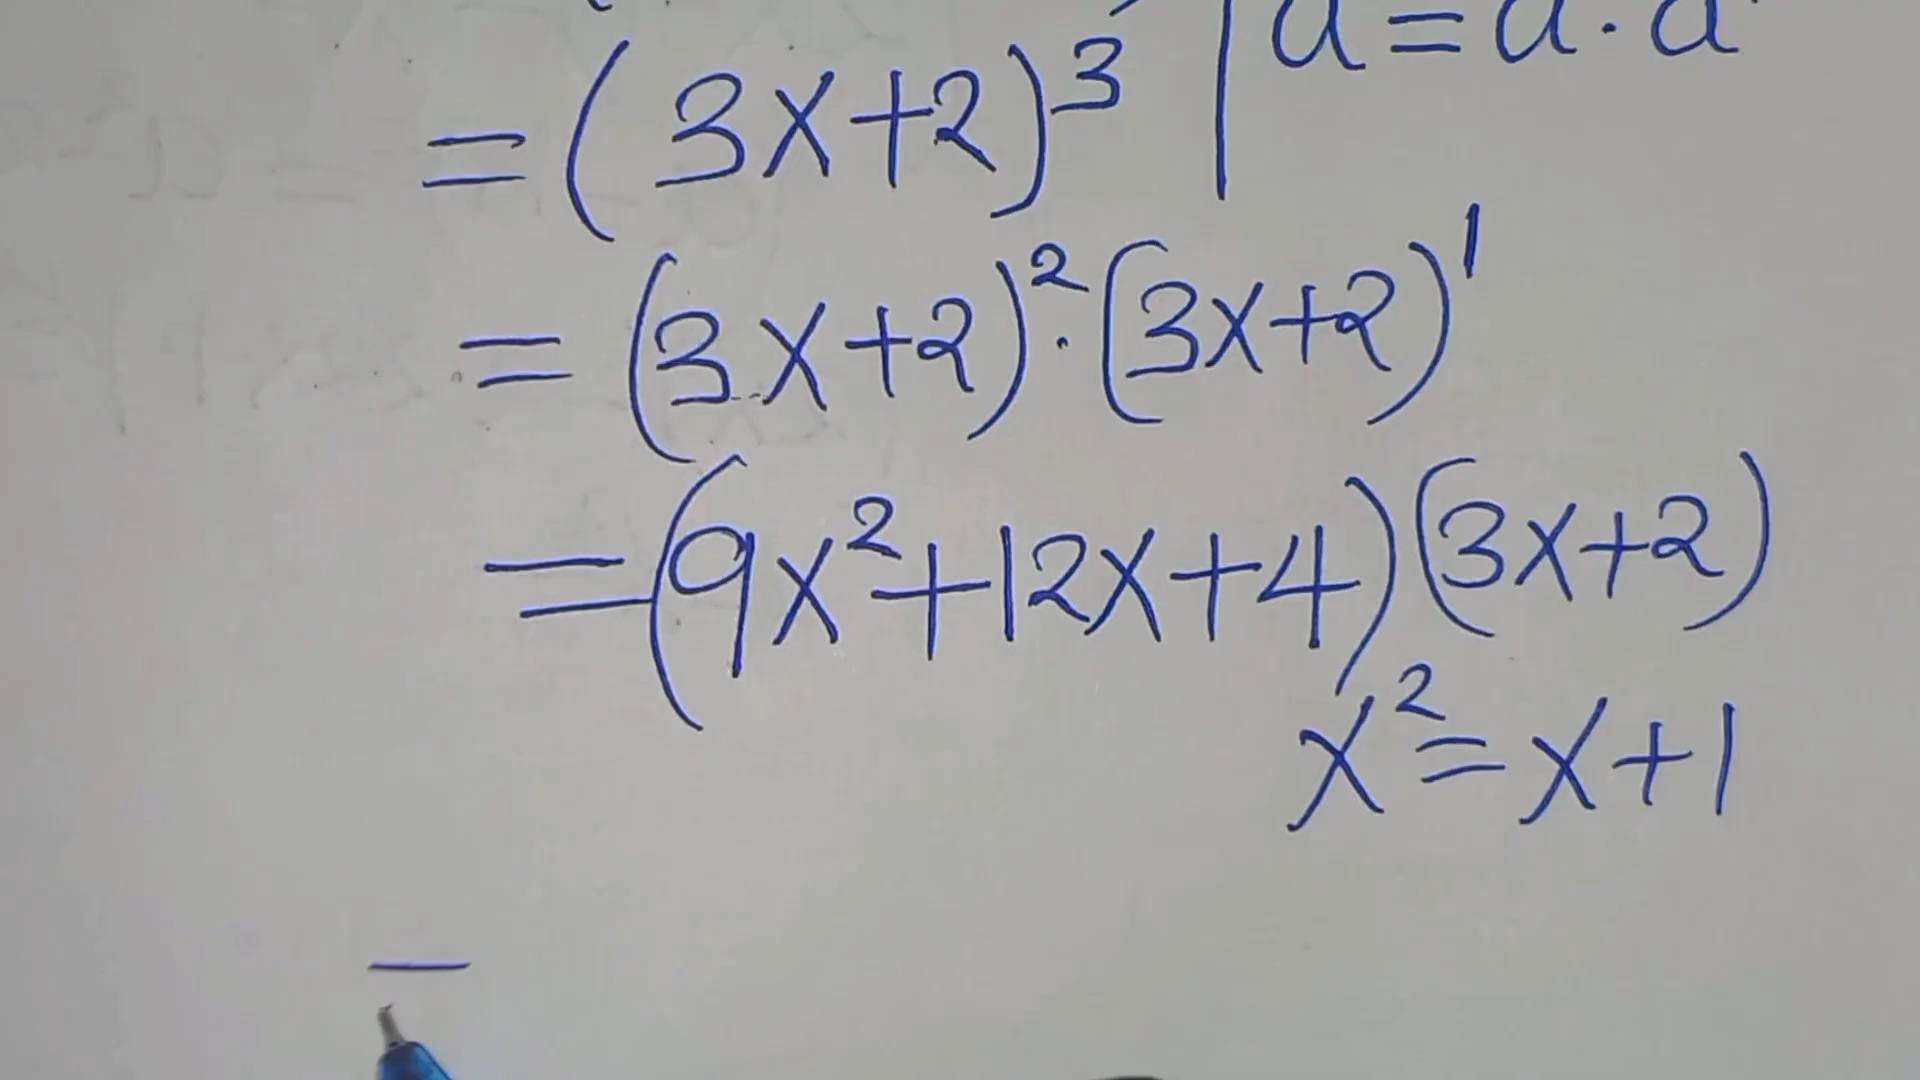 a = a · a
= (3x+2)³
= (3x+2)² · (3x+2)¹
= (9x²+12x+4)(3x+2)
x² = x+1